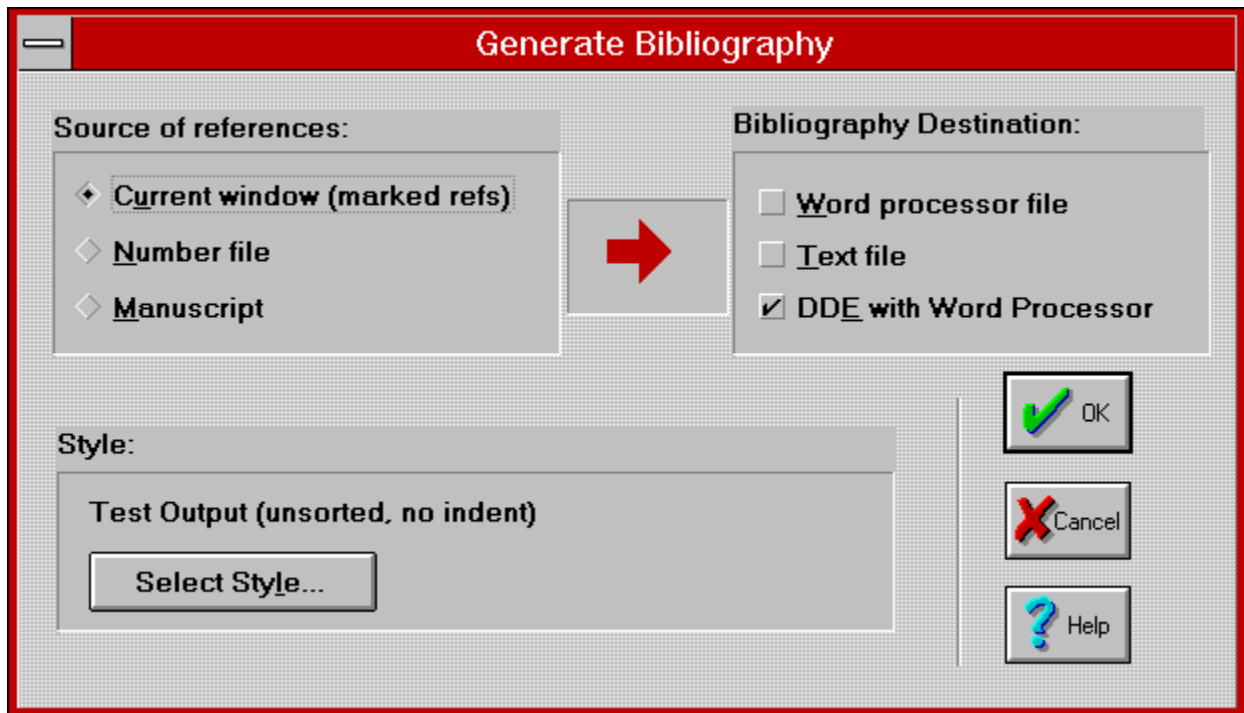 Generate Bibliography
Source of references:
Current window (marked refs)
Number file
Manuscript
Bibliography Destination:
Word processor file
Text file
DDE with Word Processor
Style:
Test Output (unsorted, no indent)
Select Style...
OK
Cancel
Help